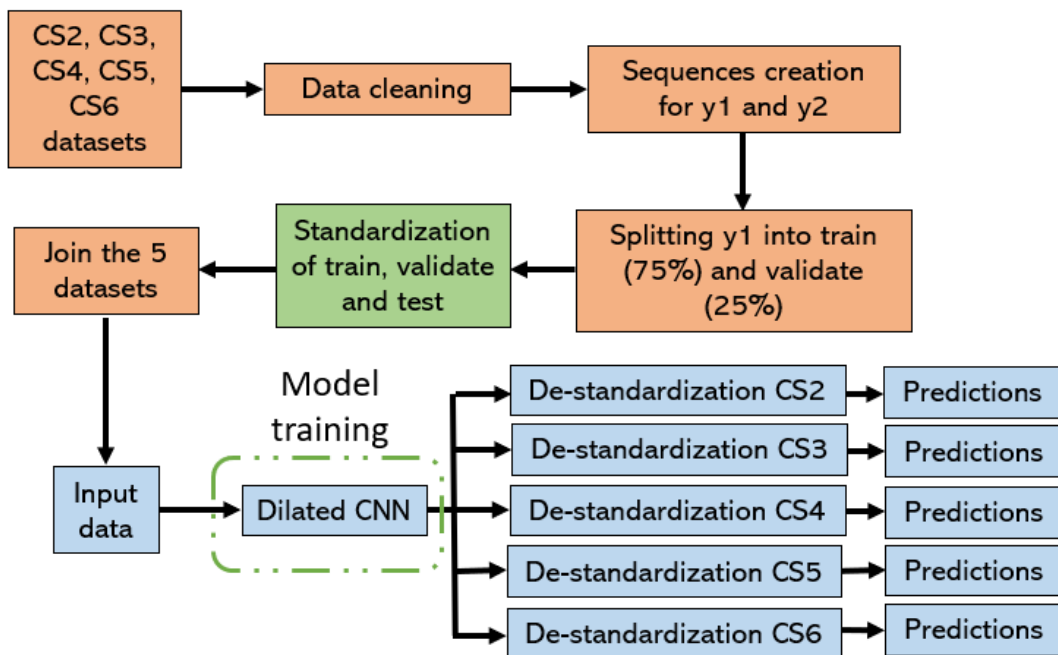 CS2, CS3,
CS4, CS5,
CS6
datasets
Data cleaning
Sequences creation
for y1 and y2
Join the 5
datasets
Standardization
of train, validate
and test
Splitting y1 into train
(75%) and validate
(25%)
Model
training
Input
data
Dilated CNN
De-standardization CS2
Predictions
De-standardization CS3
Predictions
De-standardization CS4
Predictions
De-standardization CS5
Predictions
De-standardization CS6
Predictions